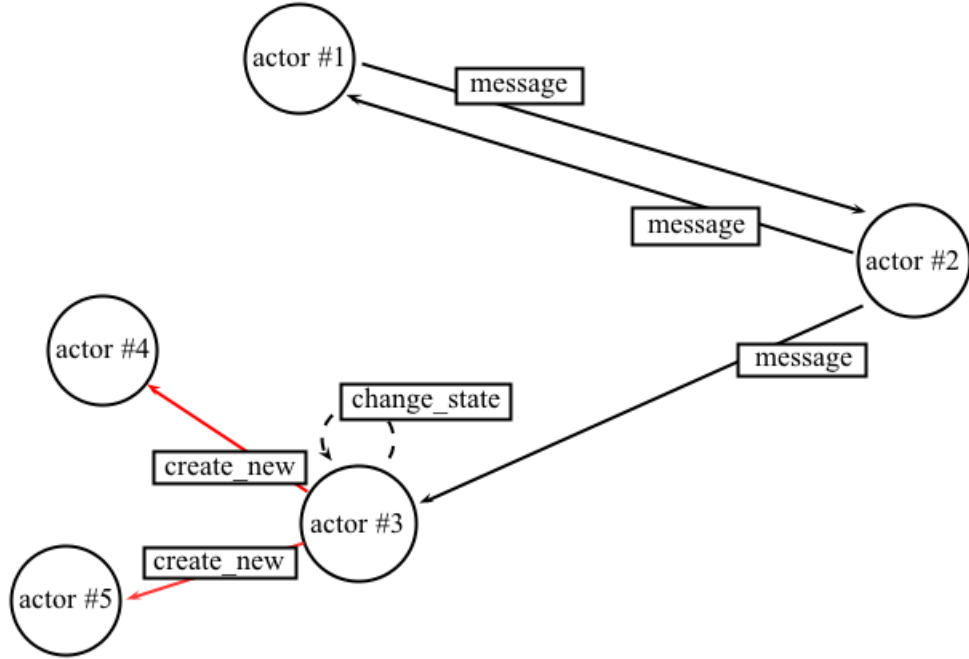 actor #1
message
message
actor #2
actor #4
message
change_state
create_new
actor #3
create_new
actor #5